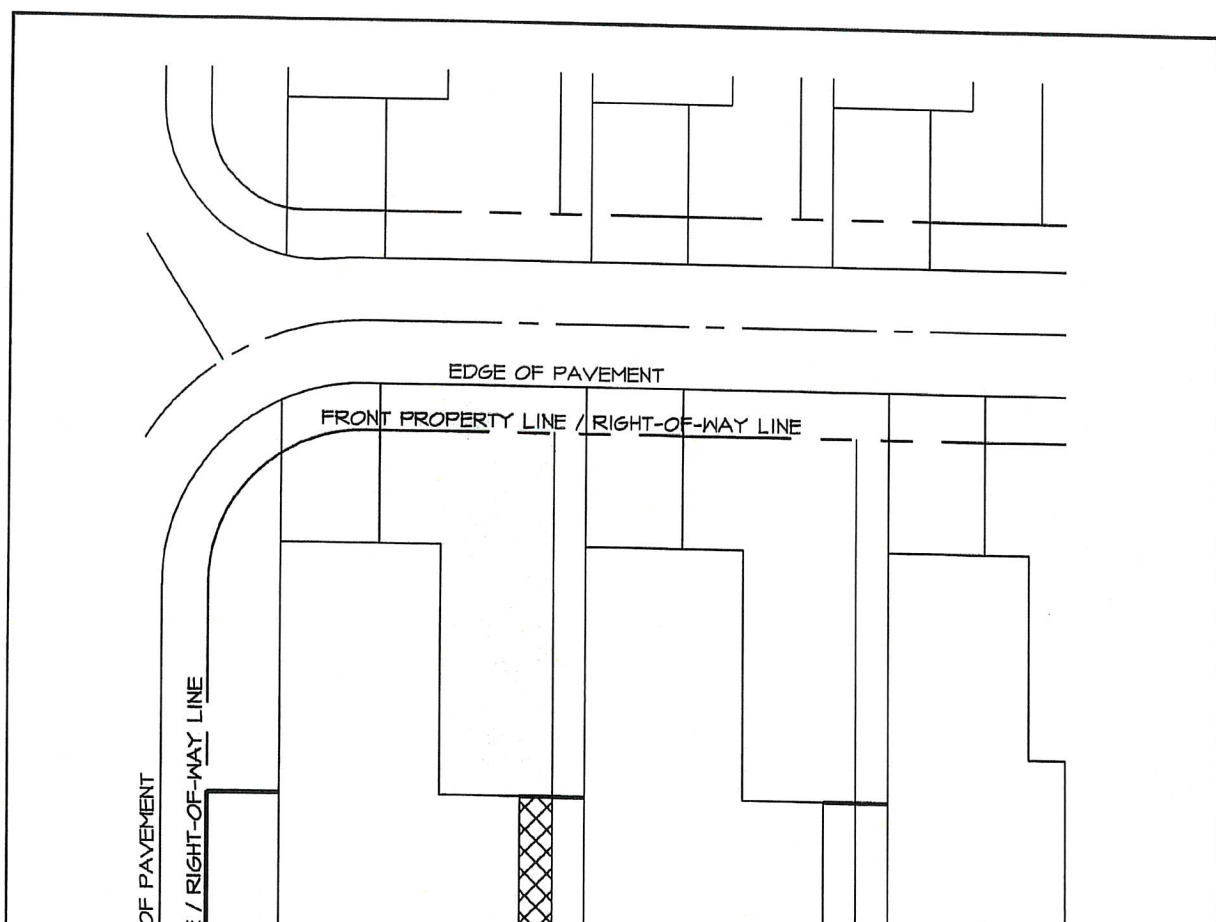 EDGE OF PAVEMENT
FRONT PROPERTY LINE / RIGHT-OF-WAY LINE
/ RIGHT-OF-WAY LINE
OF PAVEMENT